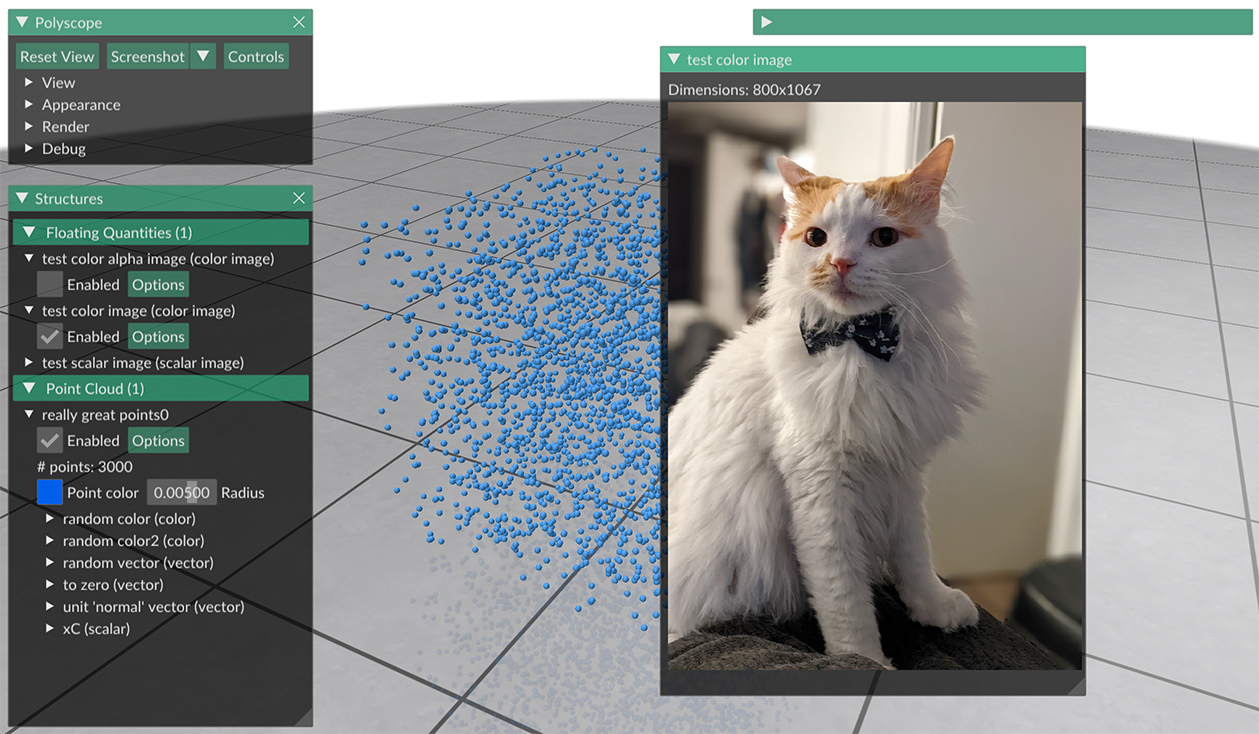 Polyscope
Reset View Screenshot Controls
View
Appearance
Render
Debug
Structures
Floating Quantities (1)
test color alpha image (color image)
Enabled Options
test color image (color image)
Enabled Options
test scalar image (scalar image)
Point Cloud (1)
really great points0
Enabled Options
# points: 3000
Point color 0.00500 Radius
random color (color)
random color2 (color)
random vector (vector)
to zero (vector)
unit 'normal' vector (vector)
xC (scalar)
test color image
Dimensions: 800x1067